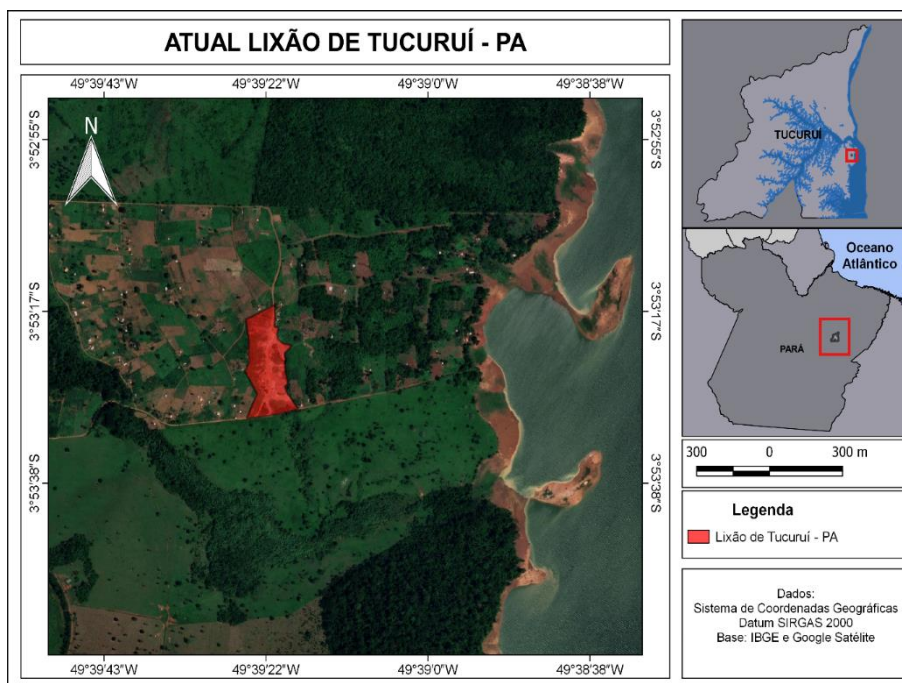 ATUAL LIXÃO DE TUCURUÍ - PA
49°39'43"W 49°39'22"W 49°39'0"W 49°38'38"W
N
3°52'55"S 3°52'55"S
3°53'17"S 3°53'17"S
3°53'38"S 3°53'38"S
49°39'43"W 49°39'22"W 49°39'0"W 49°38'38"W
TUCURUÍ
Oceano
Atlântico
PARÁ
300 0 300 m
Legenda
Lixão de Tucuruí - PA
Dados:
Sistema de Coordenadas Geográficas
Datum SIRGAS 2000
Base: IBGE e Google Satélite